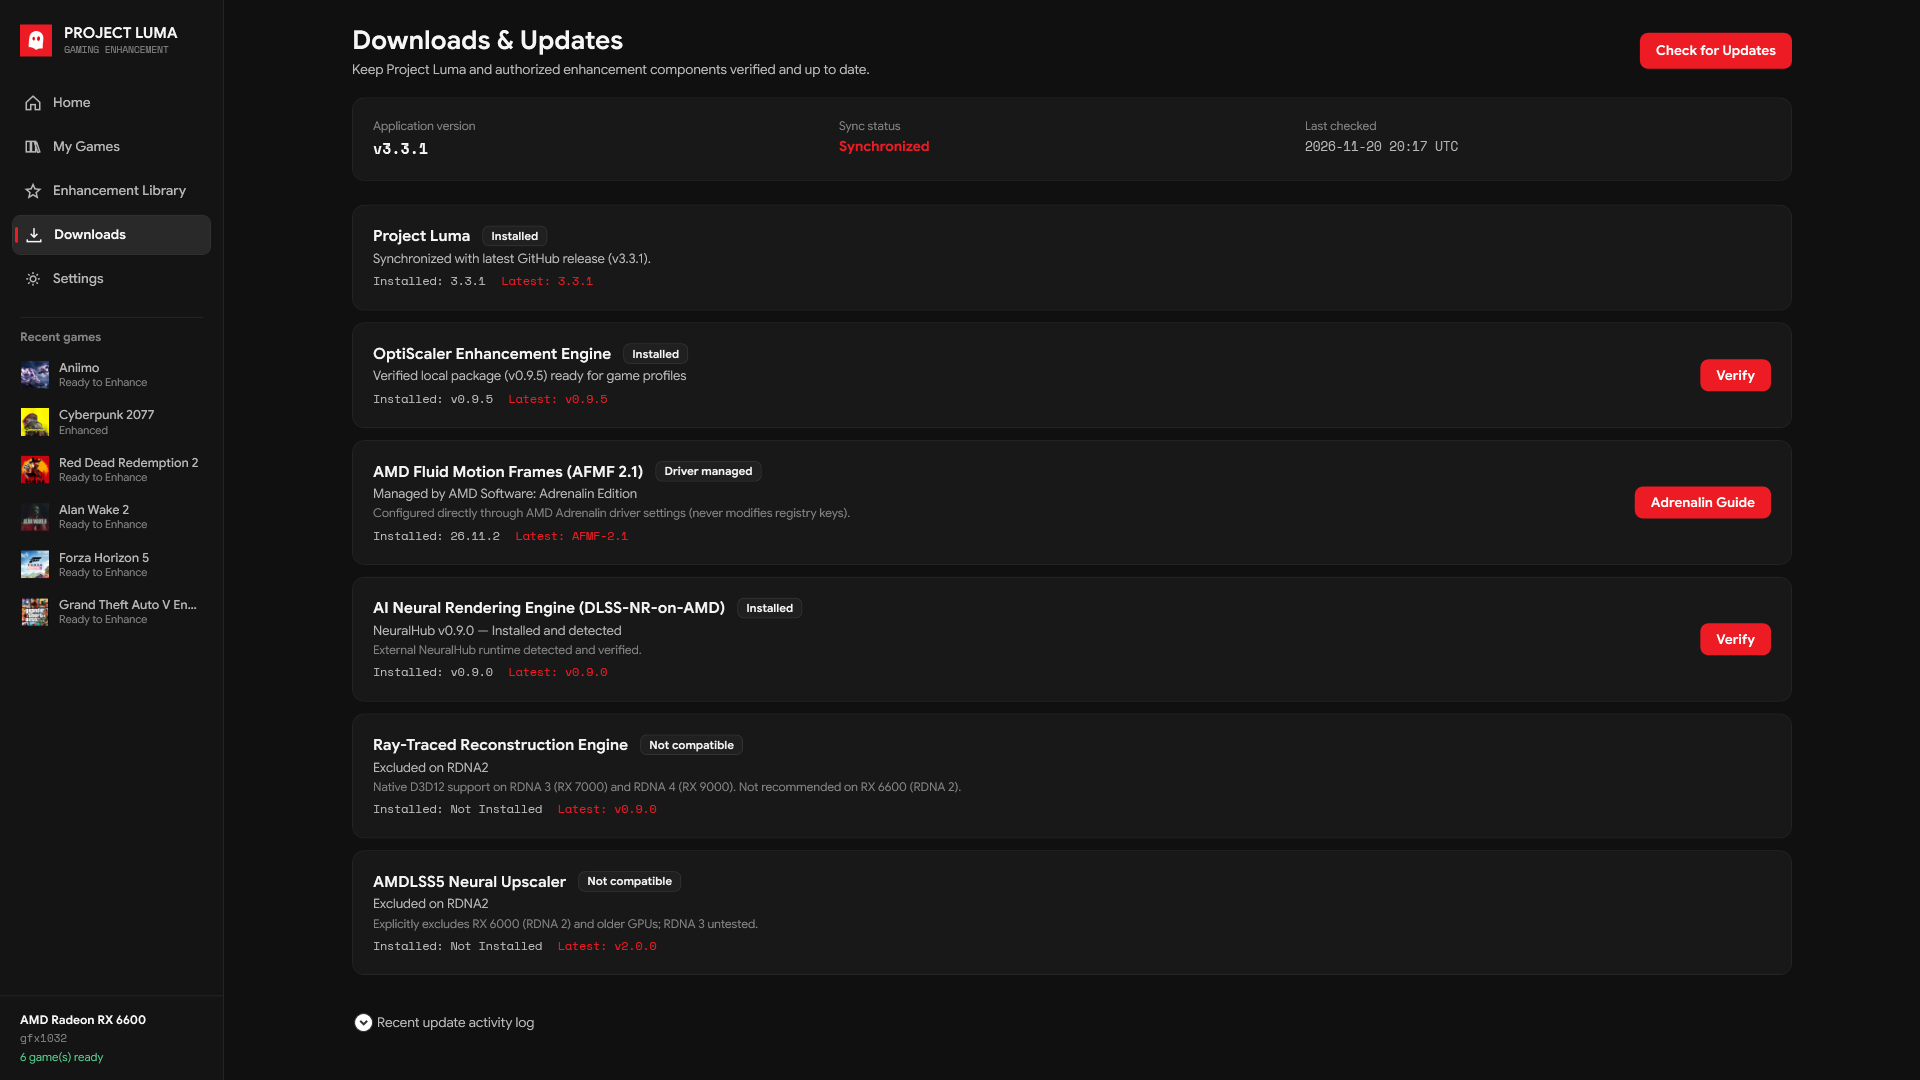 PROJECT LUMA
GAMING ENHANCEMENT
Home
My Games
Enhancement Library
Downloads
Settings
Recent games
Aniimo
Ready to Enhance
Cyberpunk 2077
Enhanced
Red Dead Redemption 2
Ready to Enhance
Alan Wake 2
Ready to Enhance
Forza Horizon 5
Ready to Enhance
Grand Theft Auto V En...
Ready to Enhance
AMD Radeon RX 6600
gfx1032
6 game(s) ready
Downloads & Updates
Keep Project Luma and authorized enhancement components verified and up to date.
Check for Updates
Application version
v3.3.1
Sync status
Synchronized
Last checked
2026-11-20 20:17 UTC
Project Luma Installed
Synchronized with latest GitHub release (v3.3.1).
Installed: 3.3.1 Latest: 3.3.1
OptiScaler Enhancement Engine Installed
Verified local package (v0.9.5) ready for game profiles
Installed: v0.9.5 Latest: v0.9.5
Verify
AMD Fluid Motion Frames (AFMF 2.1) Driver managed
Managed by AMD Software: Adrenalin Edition
Configured directly through AMD Adrenalin driver settings (never modifies registry keys).
Installed: 26.11.2 Latest: AFMF-2.1
Adrenalin Guide
AI Neural Rendering Engine (DLSS-NR-on-AMD) Installed
NeuralHub v0.9.0 — Installed and detected
External NeuralHub runtime detected and verified.
Installed: v0.9.0 Latest: v0.9.0
Verify
Ray-Traced Reconstruction Engine Not compatible
Excluded on RDNA2
Native D3D12 support on RDNA 3 (RX 7000) and RDNA 4 (RX 9000). Not recommended on RX 6600 (RDNA 2).
Installed: Not Installed Latest: v0.9.0
AMDLSS5 Neural Upscaler Not compatible
Excluded on RDNA2
Explicitly excludes RX 6000 (RDNA 2) and older GPUs; RDNA 3 untested.
Installed: Not Installed Latest: v2.0.0
Recent update activity log